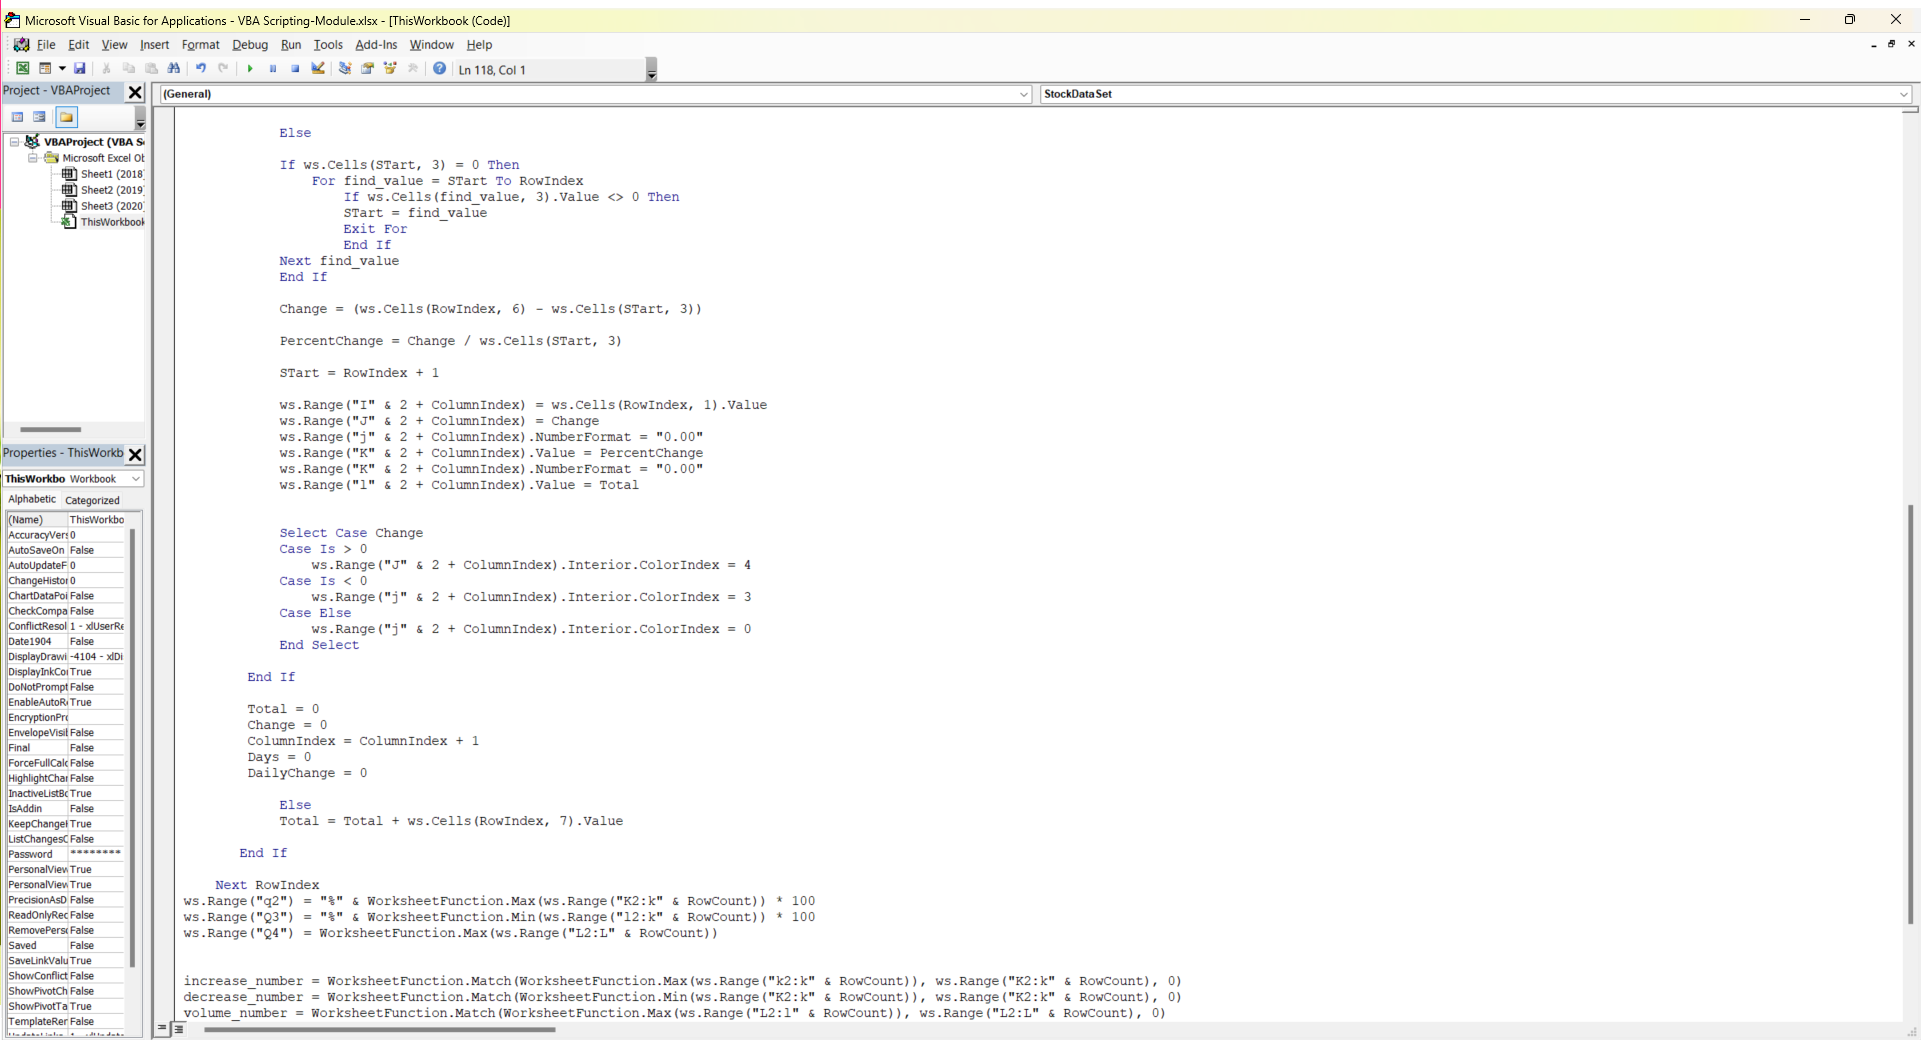 Microsoft Visual Basic for Applications - VBA Scripting-Module.xlsx - [ThisWorkbook (Code)]
File Edit View Insert Format Debug Run Tools Add-Ins Window Help
Ln 118, Col 1
Project - VBAProject
(General)
StockDataSet
VBAProject (VBA S
Microsoft Excel Ob
Sheet1 (2018
Sheet2 (2019
Sheet3 (2020
ThisWorkbook
Properties - ThisWorkb
ThisWorkbo Workbook
Alphabetic Categorized
(Name) ThisWorkbo
AccuracyVers 0
AutoSaveOn False
AutoUpdateF 0
ChangeHistor 0
ChartDataPoi False
CheckCompa False
ConflictResol 1 - xlUserRe
Date1904 False
DisplayDrawi -4104 - xlDi
DisplayInkCo True
DoNotPrompt False
EnableAutoR True
EncryptionPro
EnvelopeVisi False
Final False
ForceFullCalc False
HighlightChar False
InactiveListBo True
IsAddin False
KeepChangeH True
ListChangesO False
Password ********
PersonalView True
PersonalView True
PrecisionAsD False
ReadOnlyRec False
RemovePerso False
Saved False
SaveLinkValu True
ShowConflict False
ShowPivotCh False
ShowPivotTa True
TemplateRer False
Else
If ws.Cells(STart, 3) = 0 Then
For find_value = STart To RowIndex
If ws.Cells(find_value, 3).Value <> 0 Then
STart = find_value
Exit For
End If
Next find_value
End If
Change = (ws.Cells(RowIndex, 6) - ws.Cells(STart, 3))
PercentChange = Change / ws.Cells(STart, 3)
STart = RowIndex + 1
ws.Range("I" & 2 + ColumnIndex) = ws.Cells(RowIndex, 1).Value
ws.Range("J" & 2 + ColumnIndex) = Change
ws.Range("j" & 2 + ColumnIndex).NumberFormat = "0.00"
ws.Range("K" & 2 + ColumnIndex).Value = PercentChange
ws.Range("K" & 2 + ColumnIndex).NumberFormat = "0.00"
ws.Range("l" & 2 + ColumnIndex).Value = Total
Select Case Change
Case Is > 0
ws.Range("J" & 2 + ColumnIndex).Interior.ColorIndex = 4
Case Is < 0
ws.Range("j" & 2 + ColumnIndex).Interior.ColorIndex = 3
Case Else
ws.Range("j" & 2 + ColumnIndex).Interior.ColorIndex = 0
End Select
End If
Total = 0
Change = 0
ColumnIndex = ColumnIndex + 1
Days = 0
DailyChange = 0
Else
Total = Total + ws.Cells(RowIndex, 7).Value
End If
Next RowIndex
ws.Range("q2") = "%" & WorksheetFunction.Max(ws.Range("K2:k" & RowCount)) * 100
ws.Range("Q3") = "%" & WorksheetFunction.Min(ws.Range("l2:k" & RowCount)) * 100
ws.Range("Q4") = WorksheetFunction.Max(ws.Range("L2:L" & RowCount))
increase_number = WorksheetFunction.Match(WorksheetFunction.Max(ws.Range("k2:k" & RowCount)), ws.Range("K2:k" & RowCount), 0)
decrease_number = WorksheetFunction.Match(WorksheetFunction.Min(ws.Range("K2:k" & RowCount)), ws.Range("K2:k" & RowCount), 0)
volume_number = WorksheetFunction.Match(WorksheetFunction.Max(ws.Range("L2:l" & RowCount)), ws.Range("L2:L" & RowCount), 0)